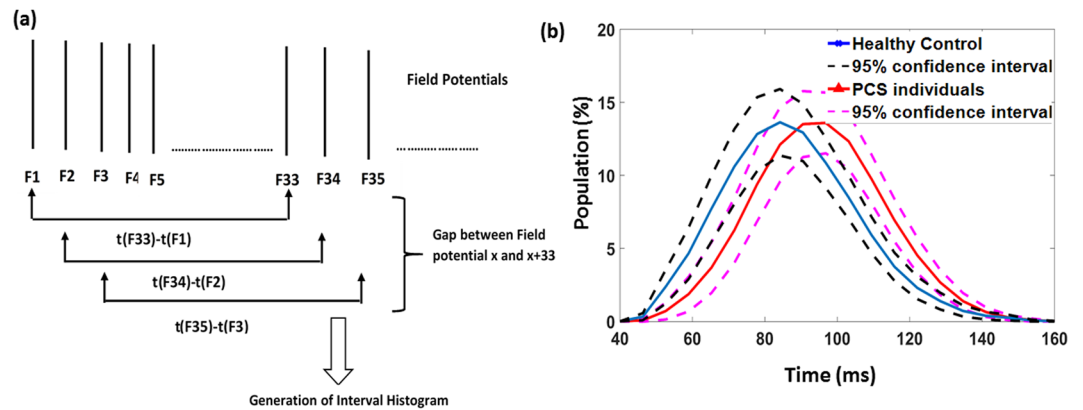 (a)
Field Potentials
F1 F2 F3 F4 F5 F33 F34 F35
t(F33)-t(F1)
t(F34)-t(F2)
t(F35)-t(F3)
Gap between Field
potential x and x+33
Generation of Interval Histogram
(b)
Healthy Control
95% confidence interval
PCS individuals
95% confidence interval
Population (%)
20
15
10
5
0
40 60 80 100 120 140 160
Time (ms)